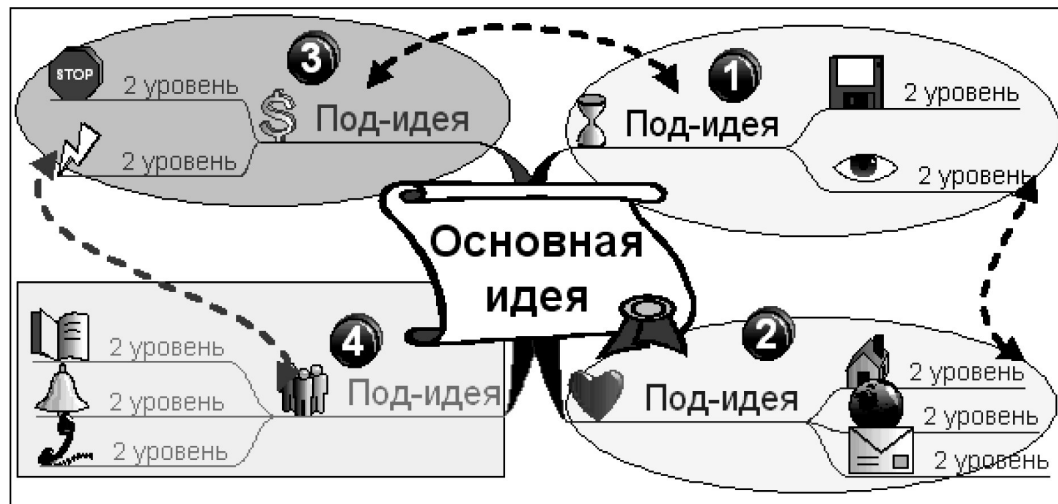 STOP
2 уровень
3
$
Под-идея
2 уровень
1
2 уровень
Под-идея
2 уровень
Основная
идея
4
2 уровень
2 уровень
Под-идея
2 уровень
2
2 уровень
Под-идея
2 уровень
2 уровень